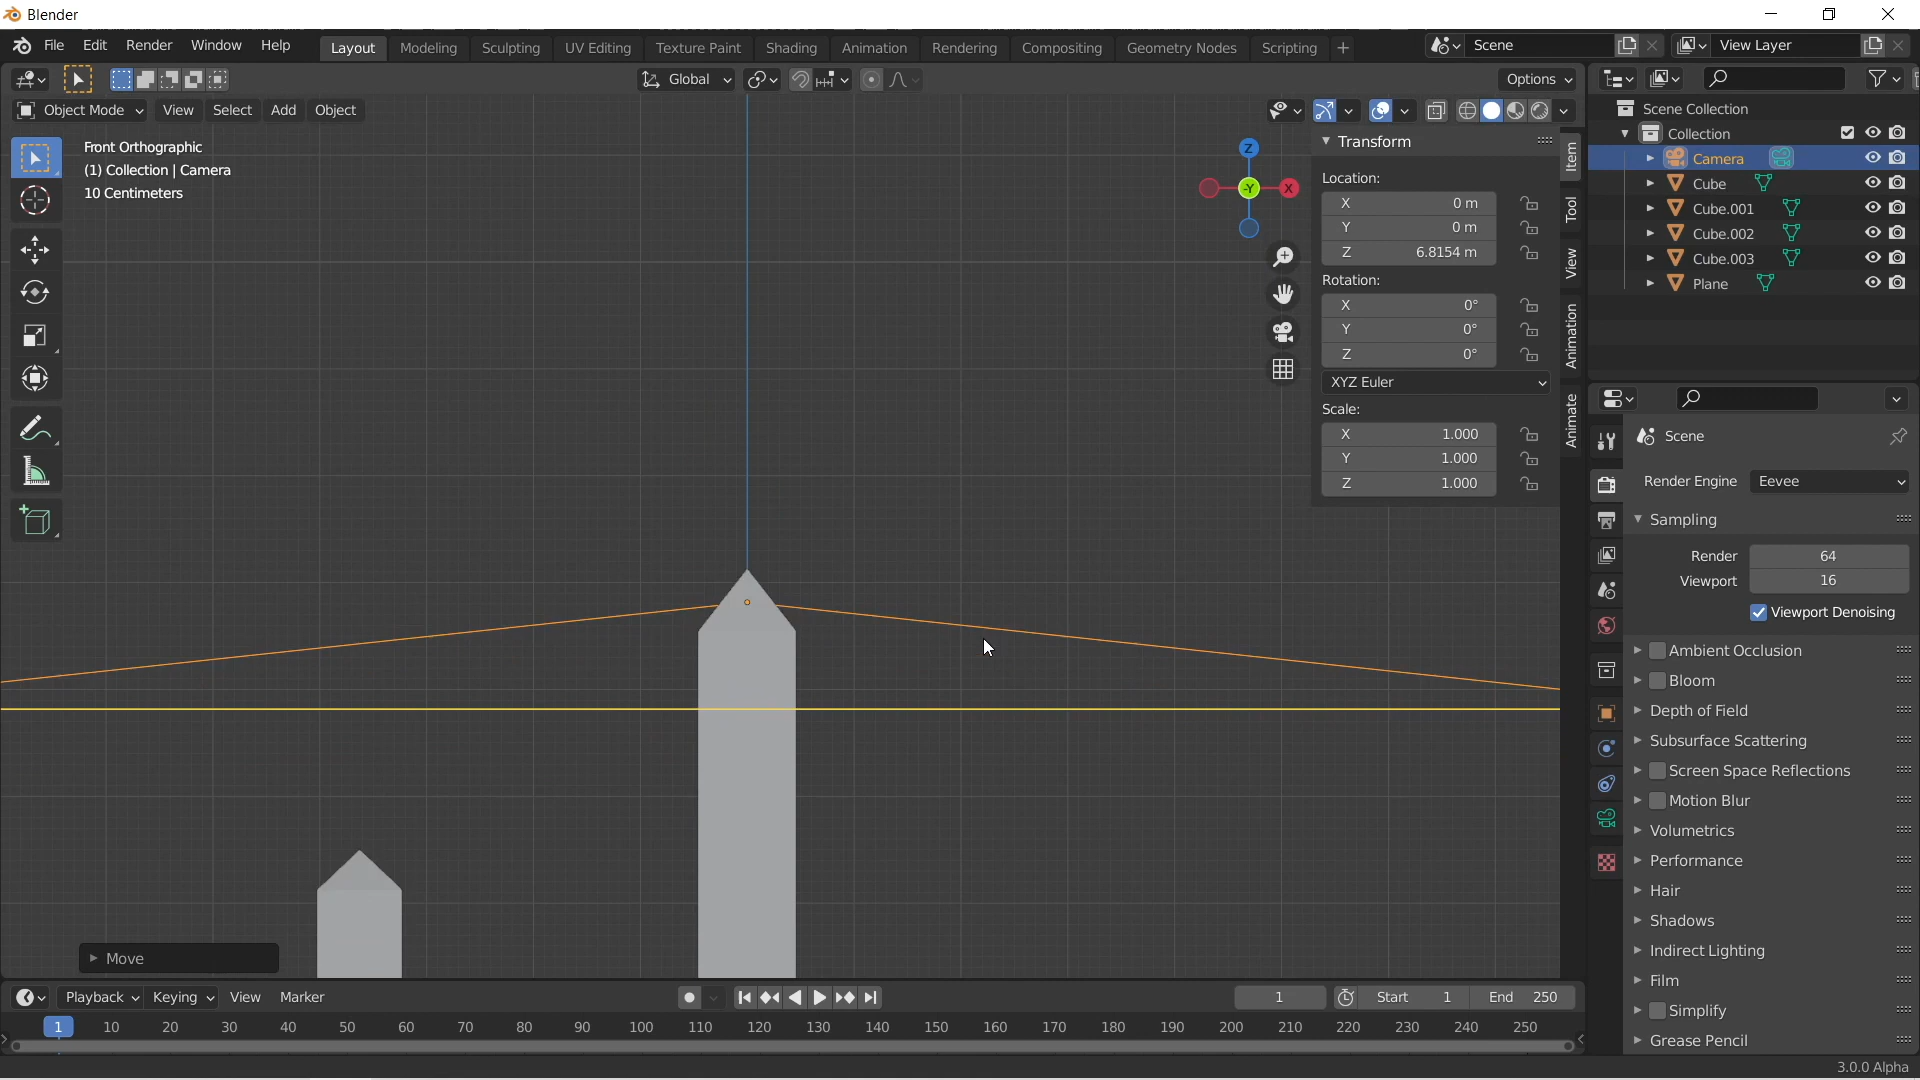 Blender
File Edit Render Window Help
Layout Modeling Sculpting UV Editing Texture Paint Shading Animation Rendering Compositing Geometry Nodes Scripting +
Scene
View Layer
Global
Options
Object Mode View Select Add Object
Front Orthographic
(1) Collection | Camera
10 Centimeters
Z
-Y
X
Transform
Location:
X 0 m
Y 0 m
Z 6.8154 m
Rotation:
X 0°
Y 0°
Z 0°
XYZ Euler
Scale:
X 1.000
Y 1.000
Z 1.000
Item
Tool
View
Animation
Animate
Scene Collection
Collection
Camera
Cube
Cube.001
Cube.002
Cube.003
Plane
Scene
Render Engine Eevee
Sampling
Render 64
Viewport 16
Viewport Denoising
Ambient Occlusion
Bloom
Depth of Field
Subsurface Scattering
Screen Space Reflections
Motion Blur
Volumetrics
Performance
Hair
Shadows
Indirect Lighting
Film
Simplify
Grease Pencil
Move
Playback Keying View Marker
1
Start 1
End 250
1 10 20 30 40 50 60 70 80 90 100 110 120 130 140 150 160 170 180 190 200 210 220 230 240 250
3.0.0 Alpha